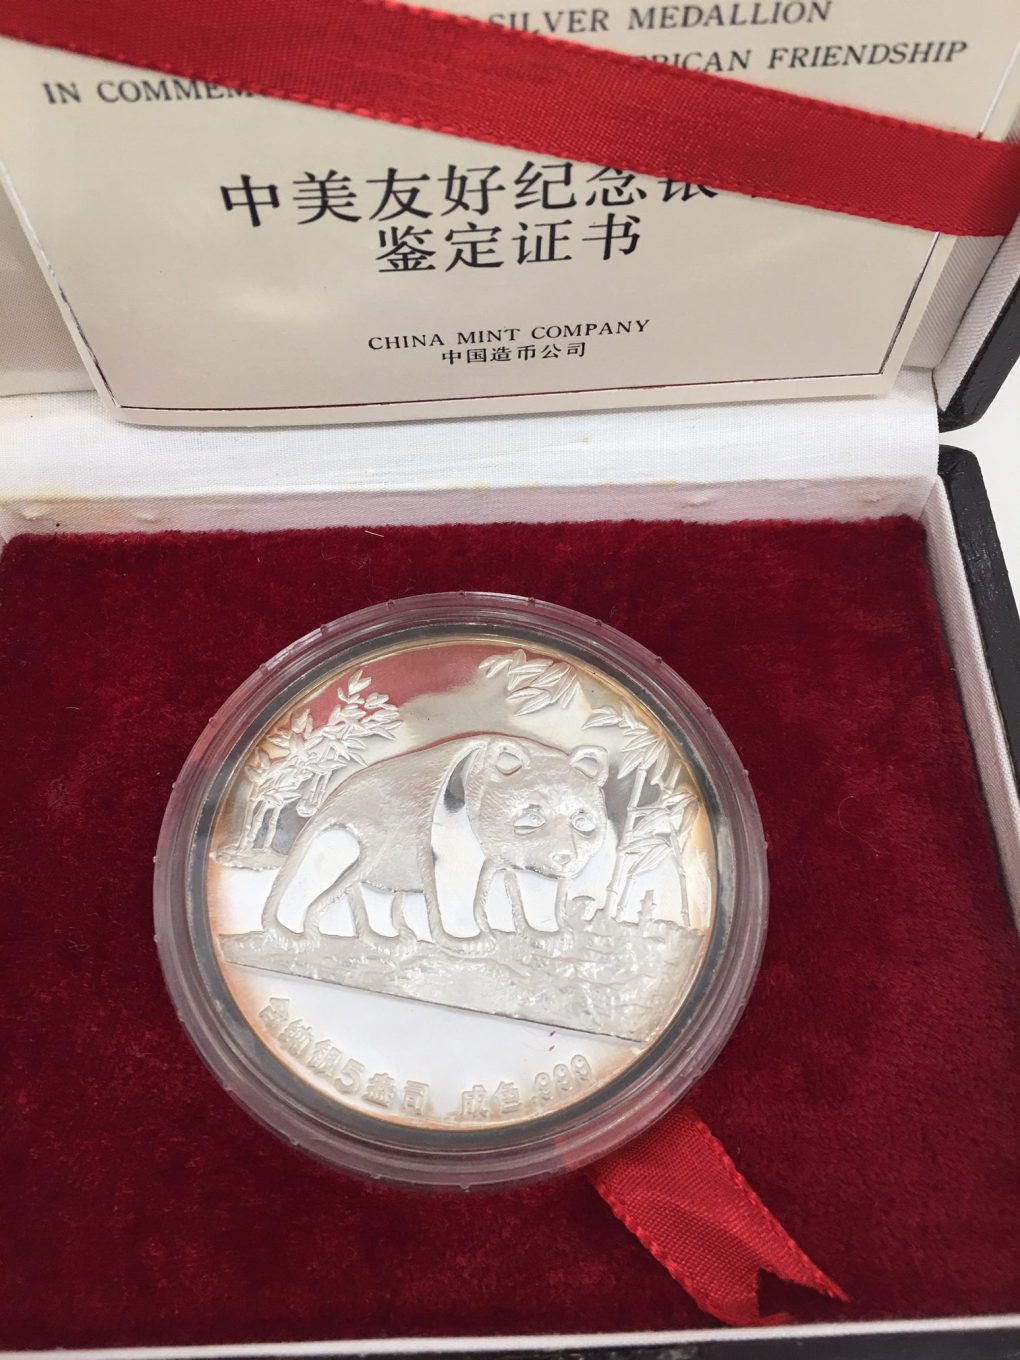 SILVER MEDALLION
RICAN FRIENDSHIP
IN COMMEM
中美友好纪念银
鉴定证书
CHINA MINT COMPANY
中国造币公司
含纯银5盎司 成色.999